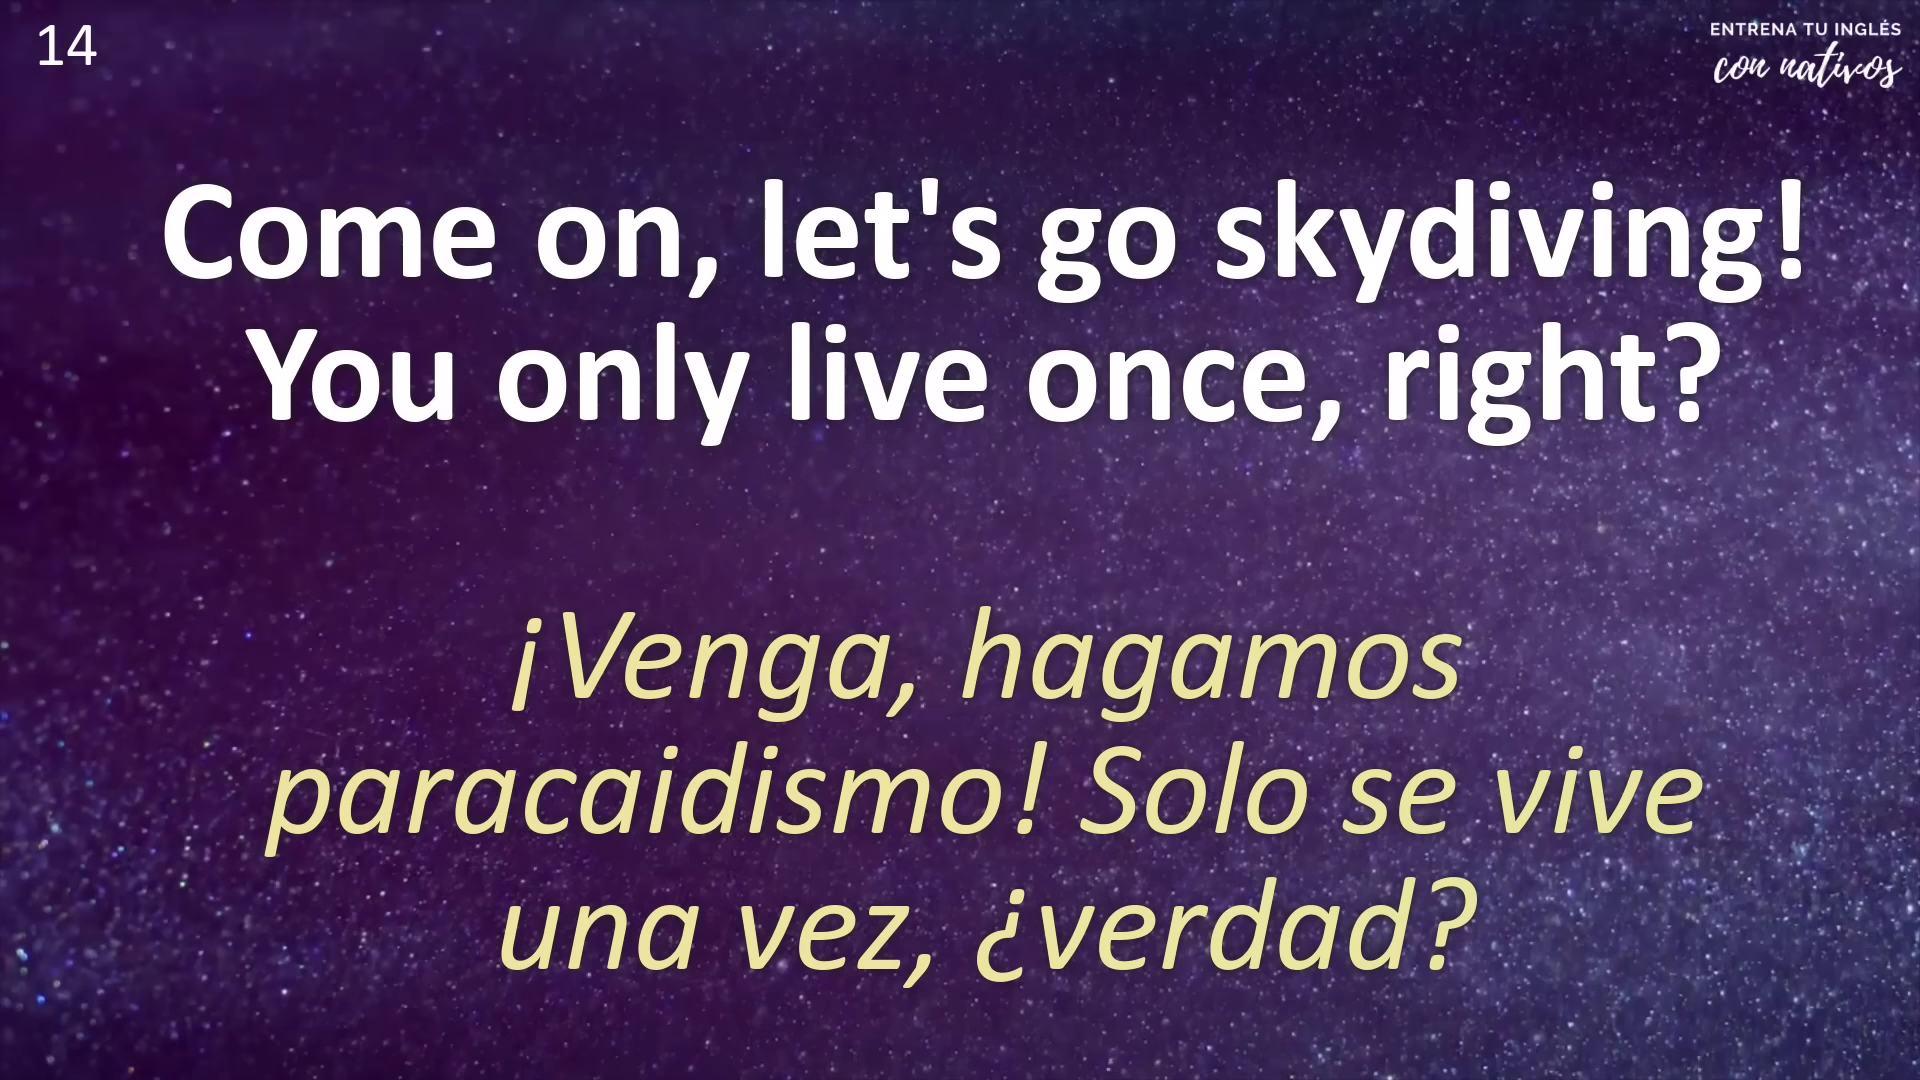 14
ENTRENA TU INGLÉS
con nativos
Come on, let's go skydiving!
You only live once, right?
¡Venga, hagamos
paracaidismo! Solo se vive
una vez, ¿verdad?